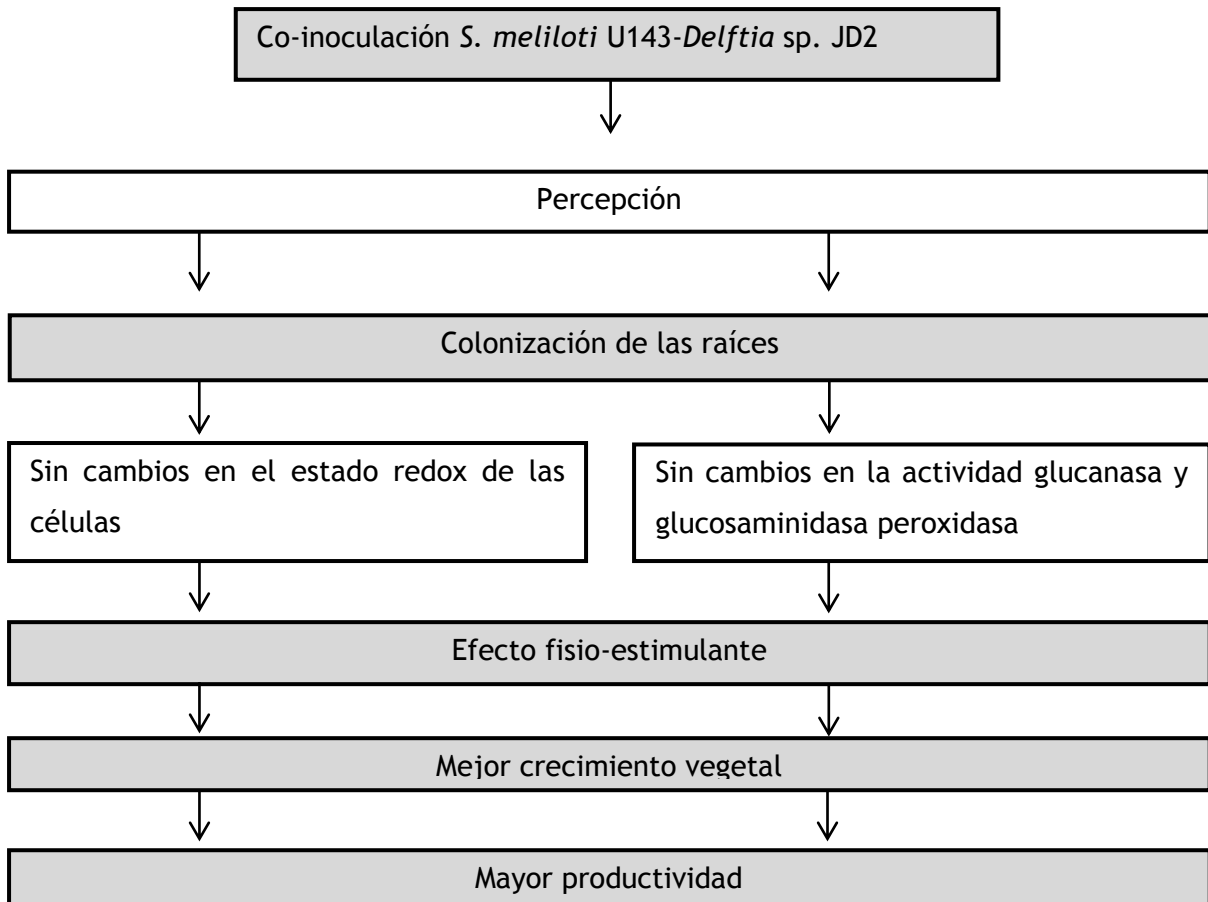 Co-inoculación S. meliloti U143-Delftia sp. JD2
Percepción
Colonización de las raíces
Sin cambios en el estado redox de las
células
Sin cambios en la actividad glucanasa y
glucosaminidasa peroxidasa
Efecto fisio-estimulante
Mejor crecimiento vegetal
Mayor productividad